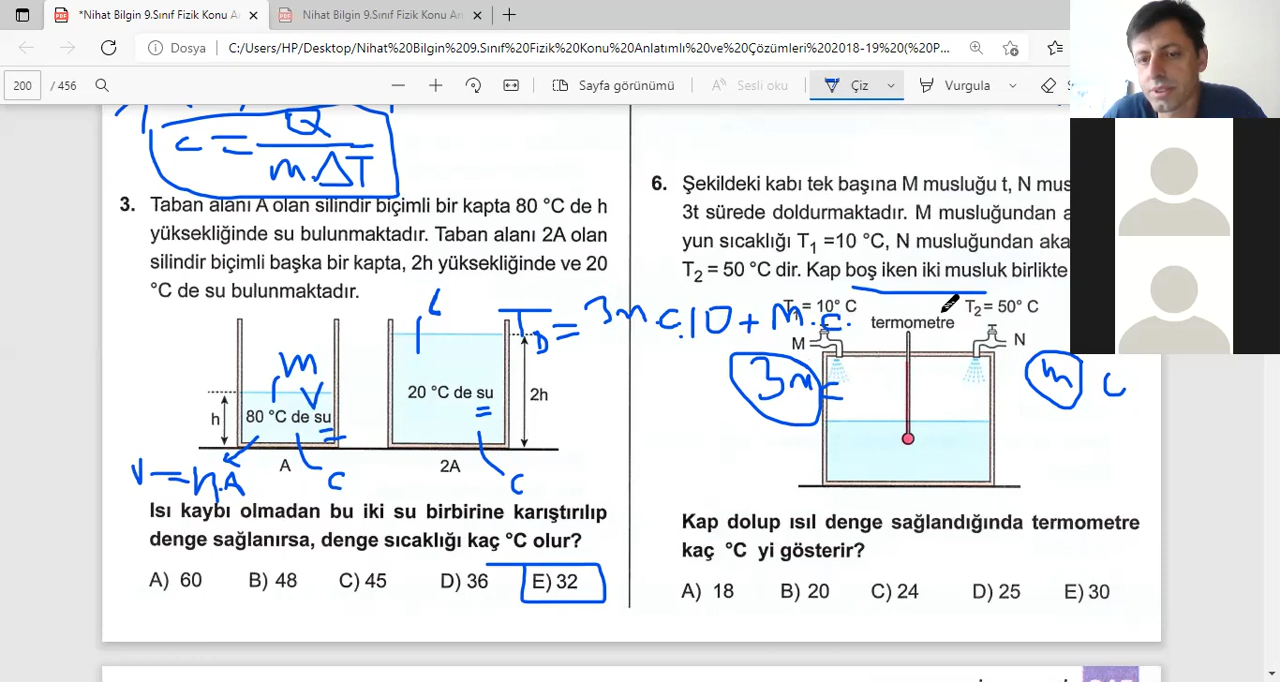 *Nihat Bilgin 9.Sınıf Fizik Konu Aı
Nihat Bilgin 9.Sınıf Fizik Konu An
Dosya
C:/Users/HP/Desktop/Nihat%20Bilgin%209.Sınıf%20Fizik%20Konu%20Anlatımlı%20ve%20Çözümleri%202018-19%20(%20P...
200 / 456
Sayfa görünümü
Sesli oku
Çiz
Vurgula
c = Q / m ΔT
3. Taban alanı A olan silindir biçimli bir kapta 80 °C de h
yüksekliğinde su bulunmaktadır. Taban alanı 2A olan
silindir biçimli başka bir kapta, 2h yüksekliğinde ve 20
°C de su bulunmaktadır.
m
V
h
80 °C de su
A
c
V = h.A
20 °C de su
2h
2A
c
Isı kaybı olmadan bu iki su birbirine karıştırılıp
denge sağlanırsa, denge sıcaklığı kaç °C olur?
A) 60 B) 48 C) 45 D) 36 E) 32
6. Şekildeki kabı tek başına M musluğu t, N mus
3t sürede doldurmaktadır. M musluğundan a
yun sıcaklığı T1 =10 °C, N musluğundan aka
T2 = 50 °C dir. Kap boş iken iki musluk birlikte
T1 = 10° C
T2 = 50° C
termometre
M
N
TD = 3m.c.10 + m.c.
3m c
m c
Kap dolup ısıl denge sağlandığında termometre
kaç °C yi gösterir?
A) 18 B) 20 C) 24 D) 25 E) 30